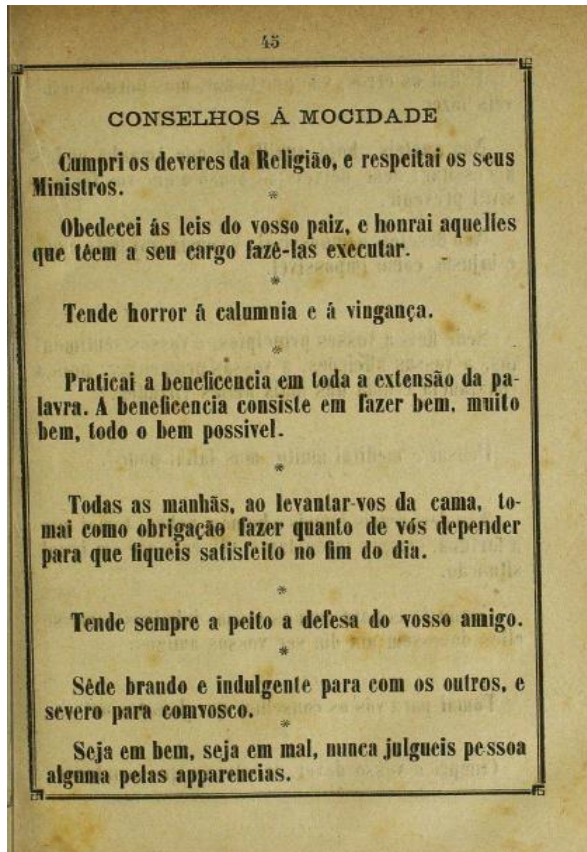 45
CONSELHOS Á MOCIDADE
Cumpri os deveres da Religião, e respeitai os seus
Ministros.
*
Obedecei ás leis do vosso paiz, e honrai aquelles
que têem a seu cargo fazê-las executar.
*
Tende horror á calumnia e á vingança.
*
Praticai a beneficencia em toda a extensão da pa-
lavra. A beneficencia consiste em fazer bem, muito
bem, todo o bem possivel.
*
Todas as manhãs, ao levantar-vos da cama, to-
mai como obrigação fazer quanto de vós depender
para que fiqueis satisfeito no fim do dia.
*
Tende sempre a peito a defesa do vosso amigo.
*
Sêde brando e indulgente para com os outros, e
severo para comvosco.
*
Seja em bem, seja em mal, nunca julgueis pessoa
alguma pelas apparencias.